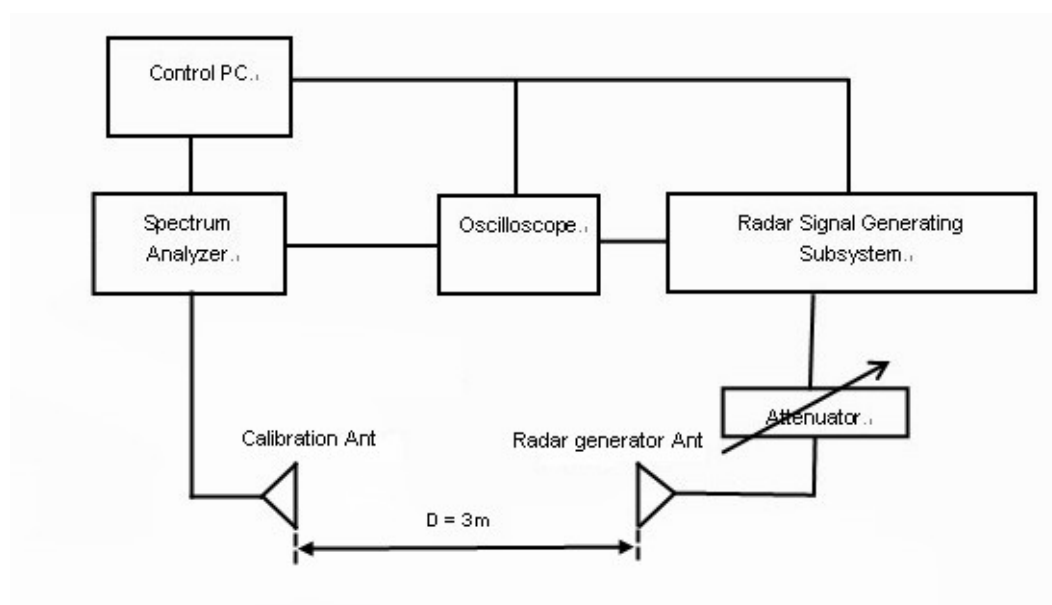 Control PC
Spectrum
Analyzer
Oscilloscope
Radar Signal Generating
Subsystem
Attenuator
Calibration Ant
Radar generator Ant
D = 3m